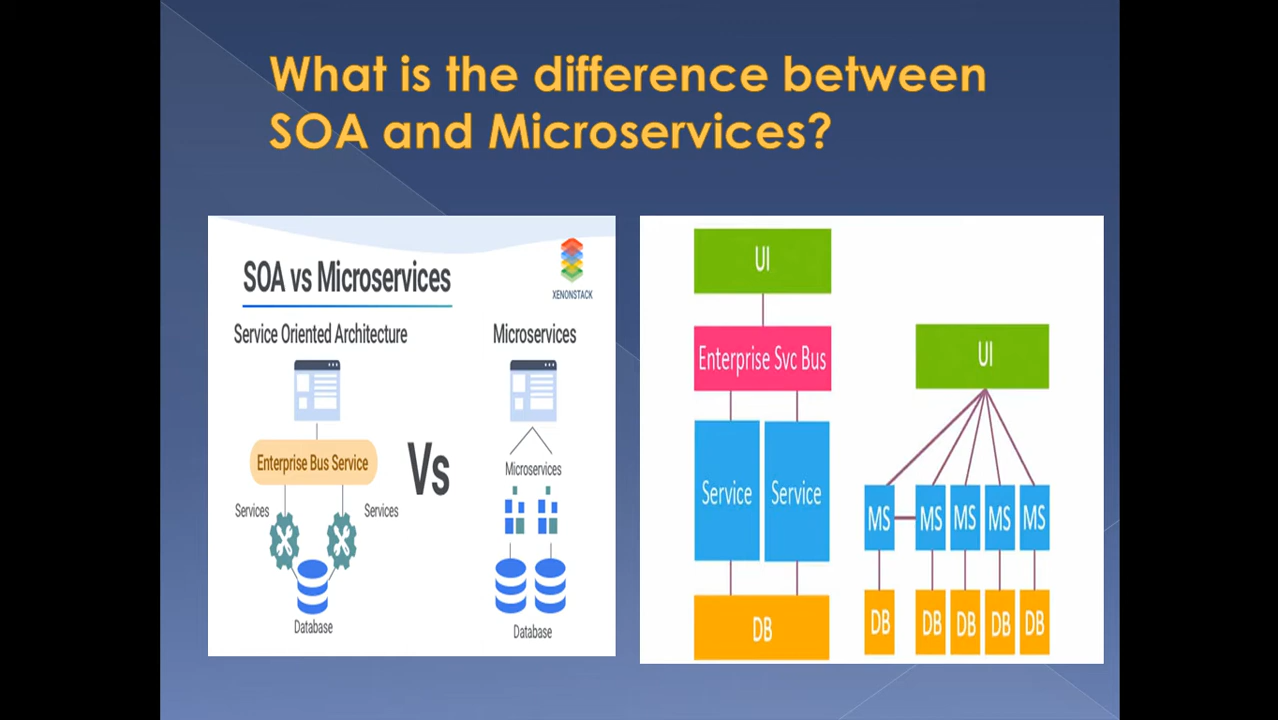 What is the difference between
SOA and Microservices?
SOA vs Microservices
XENONSTACK
Service Oriented Architecture
Microservices
Enterprise Bus Service
Vs
Microservices
Services
Services
Database
Database
UI
Enterprise Svc Bus
Service Service
DB
UI
MS MS MS MS MS
DB DB DB DB DB